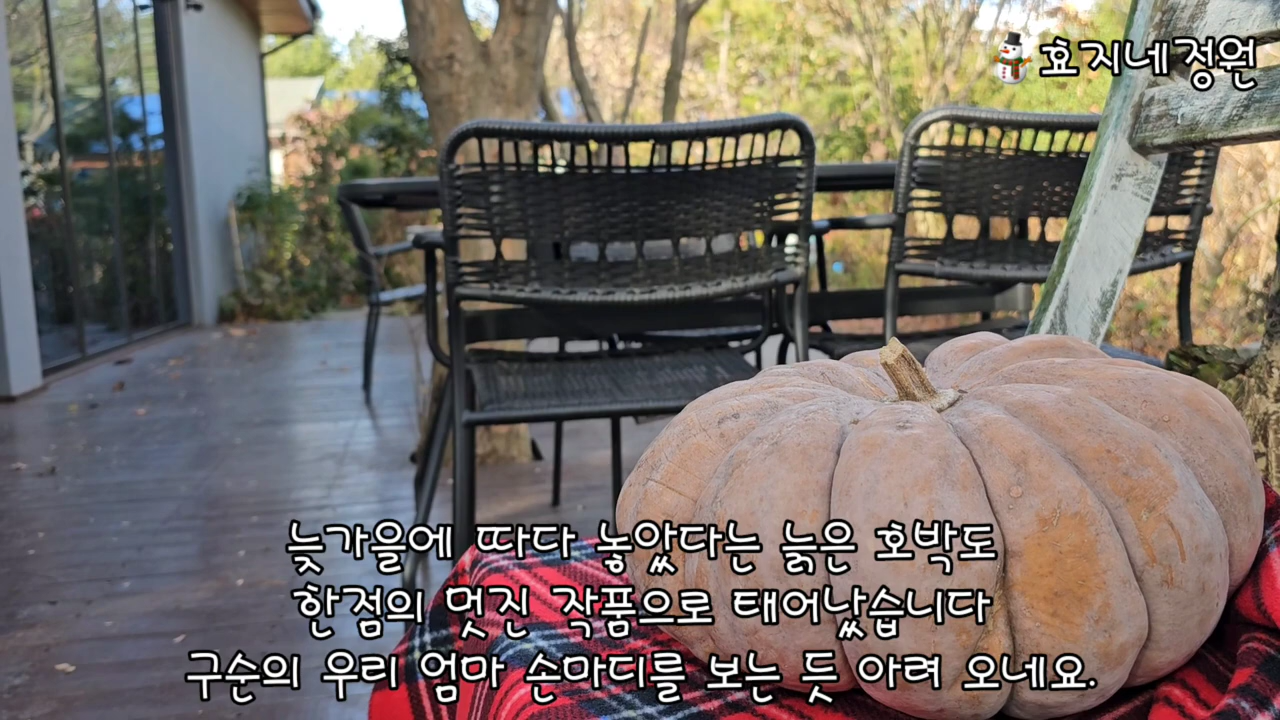 효지네정원
늦가을에 따다 놓았다는 늙은 호박도
한점의 멋진 작품으로 태어났습니다
구순의 우리 엄마 손마디를 보는 듯 아려 오네요.